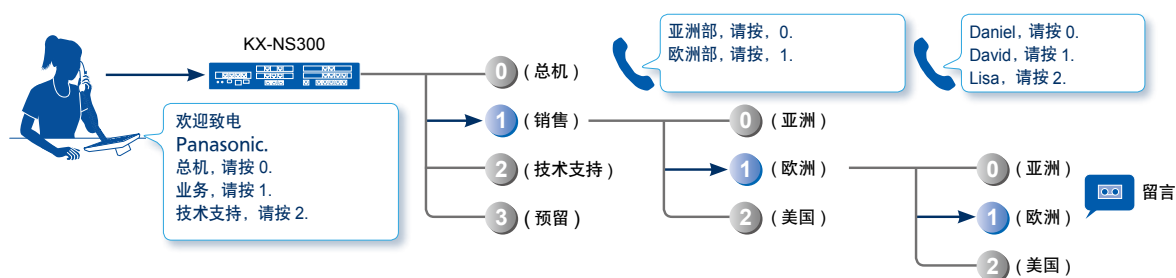 KX-NS300
欢迎致电
Panasonic.
总机, 请按 0.
业务, 请按 1.
技术支持, 请按 2.
0 (总机)
1 (销售)
2 (技术支持)
3 (预留)
亚洲部, 请按, 0.
欧洲部, 请按, 1.
0 (亚洲)
1 (欧洲)
2 (美国)
Daniel, 请按 0.
David, 请按 1.
Lisa, 请按 2.
0 (亚洲)
1 (欧洲)
2 (美国)
留言